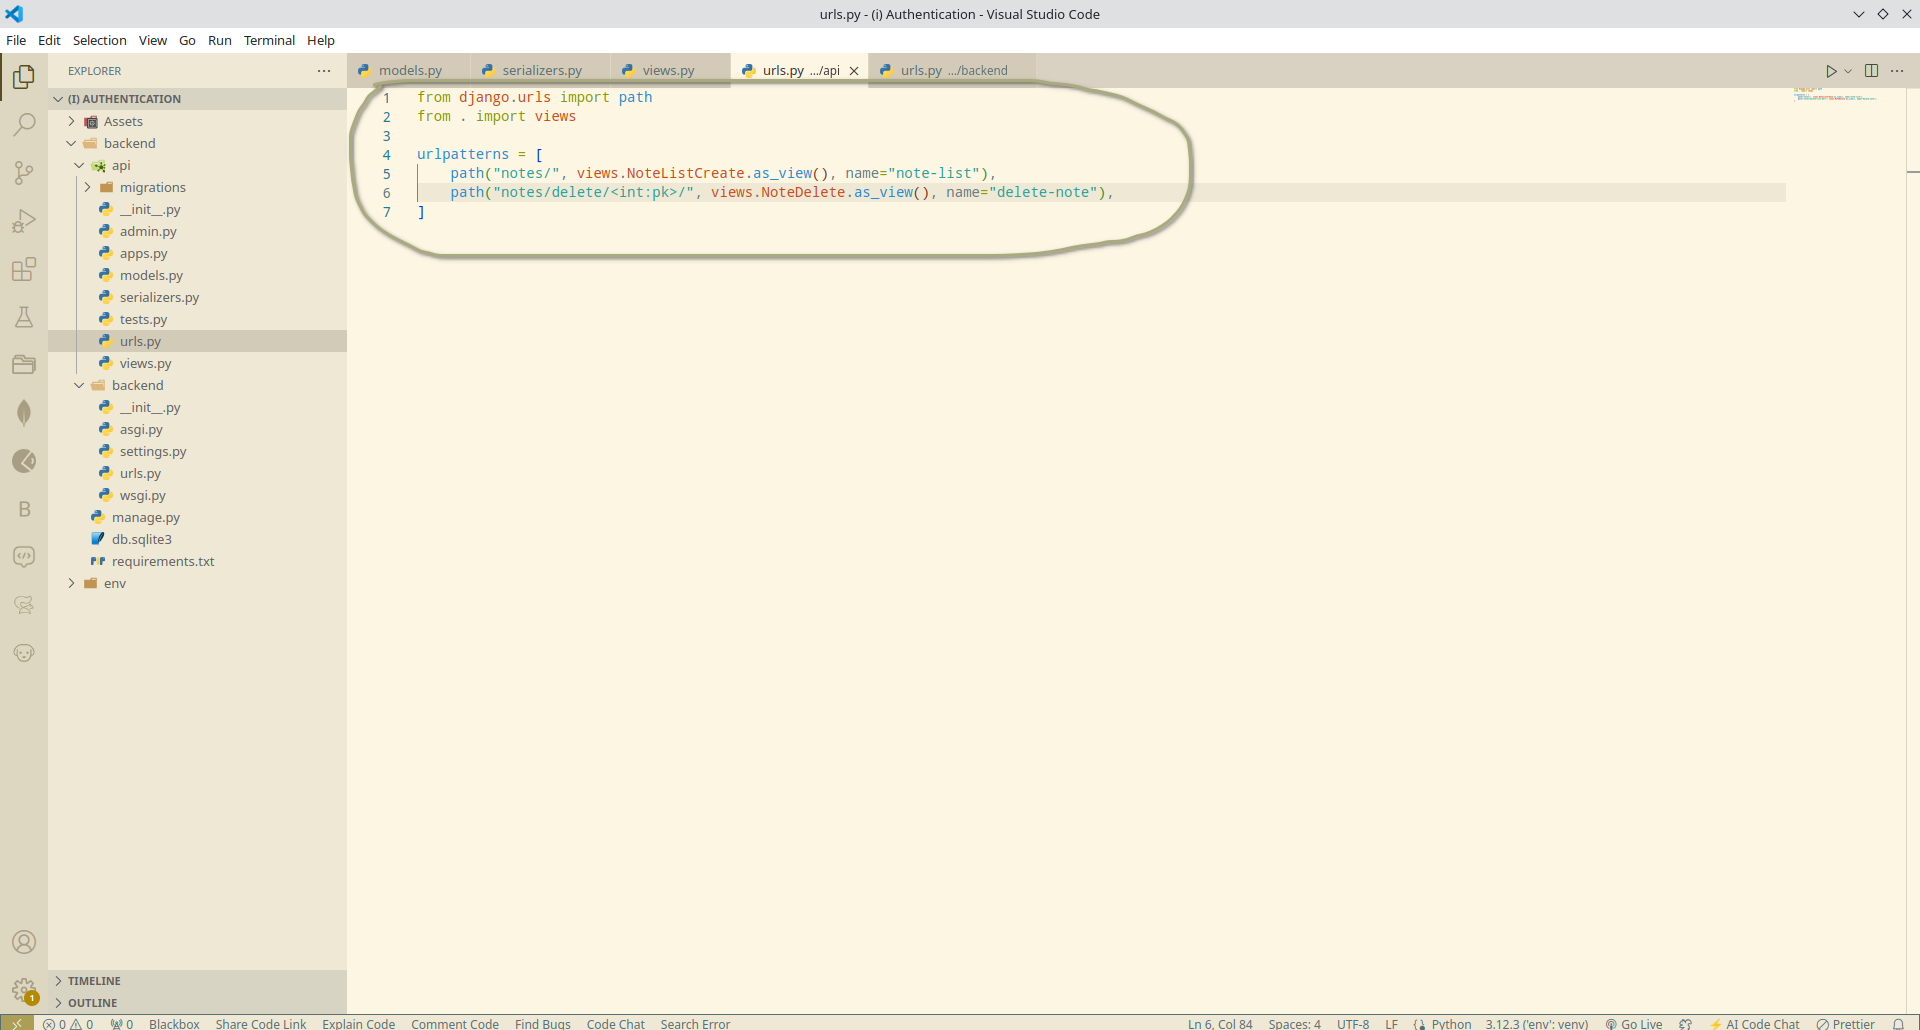 urls.py - (i) Authentication - Visual Studio Code
File Edit Selection View Go Run Terminal Help
EXPLORER
(I) AUTHENTICATION
Assets
backend
api
migrations
__init__.py
admin.py
apps.py
models.py
serializers.py
tests.py
urls.py
views.py
backend
__init__.py
asgi.py
settings.py
urls.py
wsgi.py
manage.py
db.sqlite3
requirements.txt
env
TIMELINE
OUTLINE
models.py serializers.py views.py urls.py .../api urls.py .../backend
1 from django.urls import path
2 from . import views
3
4 urlpatterns = [
5 path("notes/", views.NoteListCreate.as_view(), name="note-list"),
6 path("notes/delete/<int:pk>/", views.NoteDelete.as_view(), name="delete-note"),
7 ]
B
1
0 0 0 Blackbox Share Code Link Explain Code Comment Code Find Bugs Code Chat Search Error Ln 6, Col 84 Spaces: 4 UTF-8 LF Python 3.12.3 ('env': venv) Go Live AI Code Chat Prettier